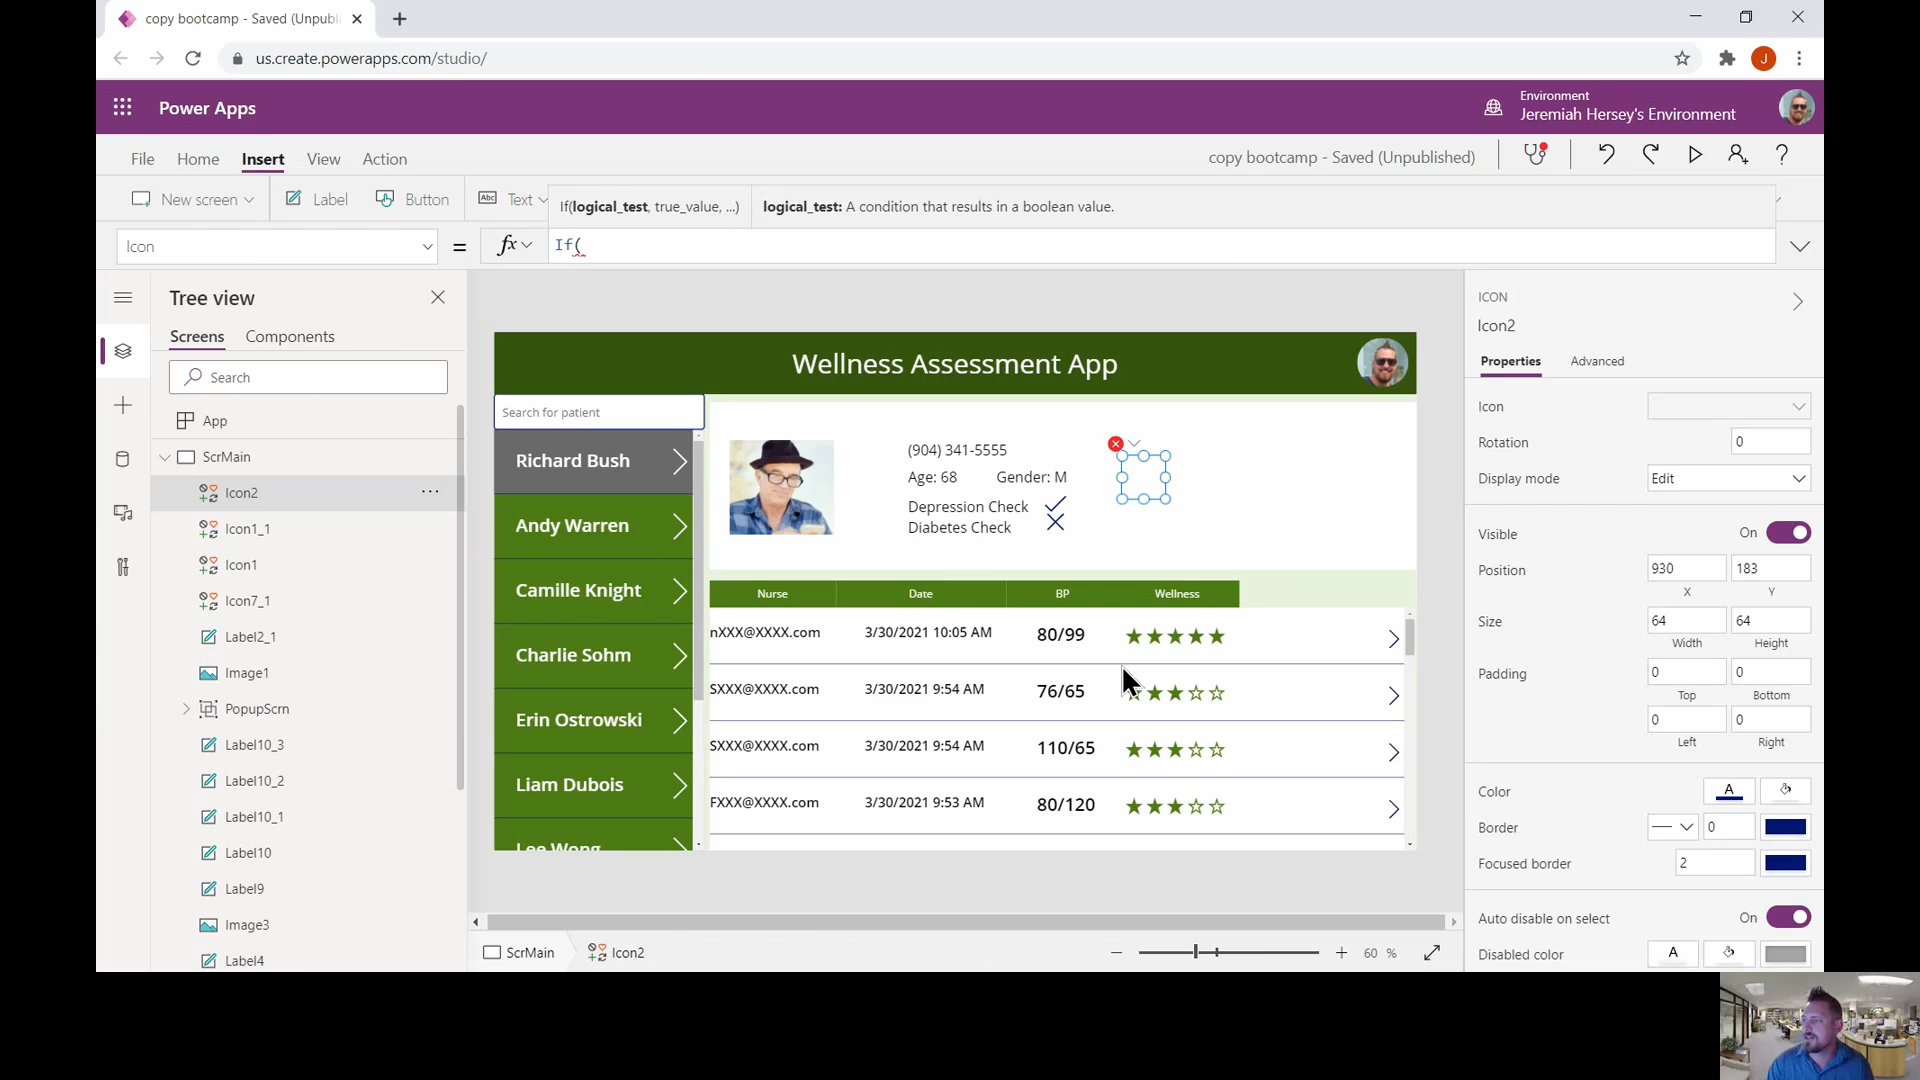 copy bootcamp - Saved (Unpubli
us.create.powerapps.com/studio/
J
Power Apps
Environment
Jeremiah Hersey's Environment
File Home Insert View Action
copy bootcamp - Saved (Unpublished)
?
New screen Label Button Abc Text
If(logical_test, true_value, ...) logical_test: A condition that results in a boolean value.
Icon = fx If(
Tree view
Screens Components
Search
App
ScrMain
Icon2 ...
Icon1_1
Icon1
Icon7_1
Label2_1
Image1
PopupScrn
Label10_3
Label10_2
Label10_1
Label10
Label9
Image3
Label4
Wellness Assessment App
Search for patient
Richard Bush
Andy Warren
Camille Knight
Charlie Sohm
Erin Ostrowski
Liam Dubois
Lee Wong
(904) 341-5555
Age: 68 Gender: M
Depression Check
Diabetes Check
Nurse Date BP Wellness
nXXX@XXXX.com 3/30/2021 10:05 AM 80/99
SXXX@XXXX.com 3/30/2021 9:54 AM 76/65
SXXX@XXXX.com 3/30/2021 9:54 AM 110/65
FXXX@XXXX.com 3/30/2021 9:53 AM 80/120
ScrMain Icon2
60 %
ICON
Icon2
Properties Advanced
Icon
Rotation 0
Display mode Edit
Visible On
Position 930 183
X Y
Size 64 64
Width Height
Padding 0 0
Top Bottom
0 0
Left Right
Color A
Border 0
Focused border 2
Auto disable on select On
Disabled color A